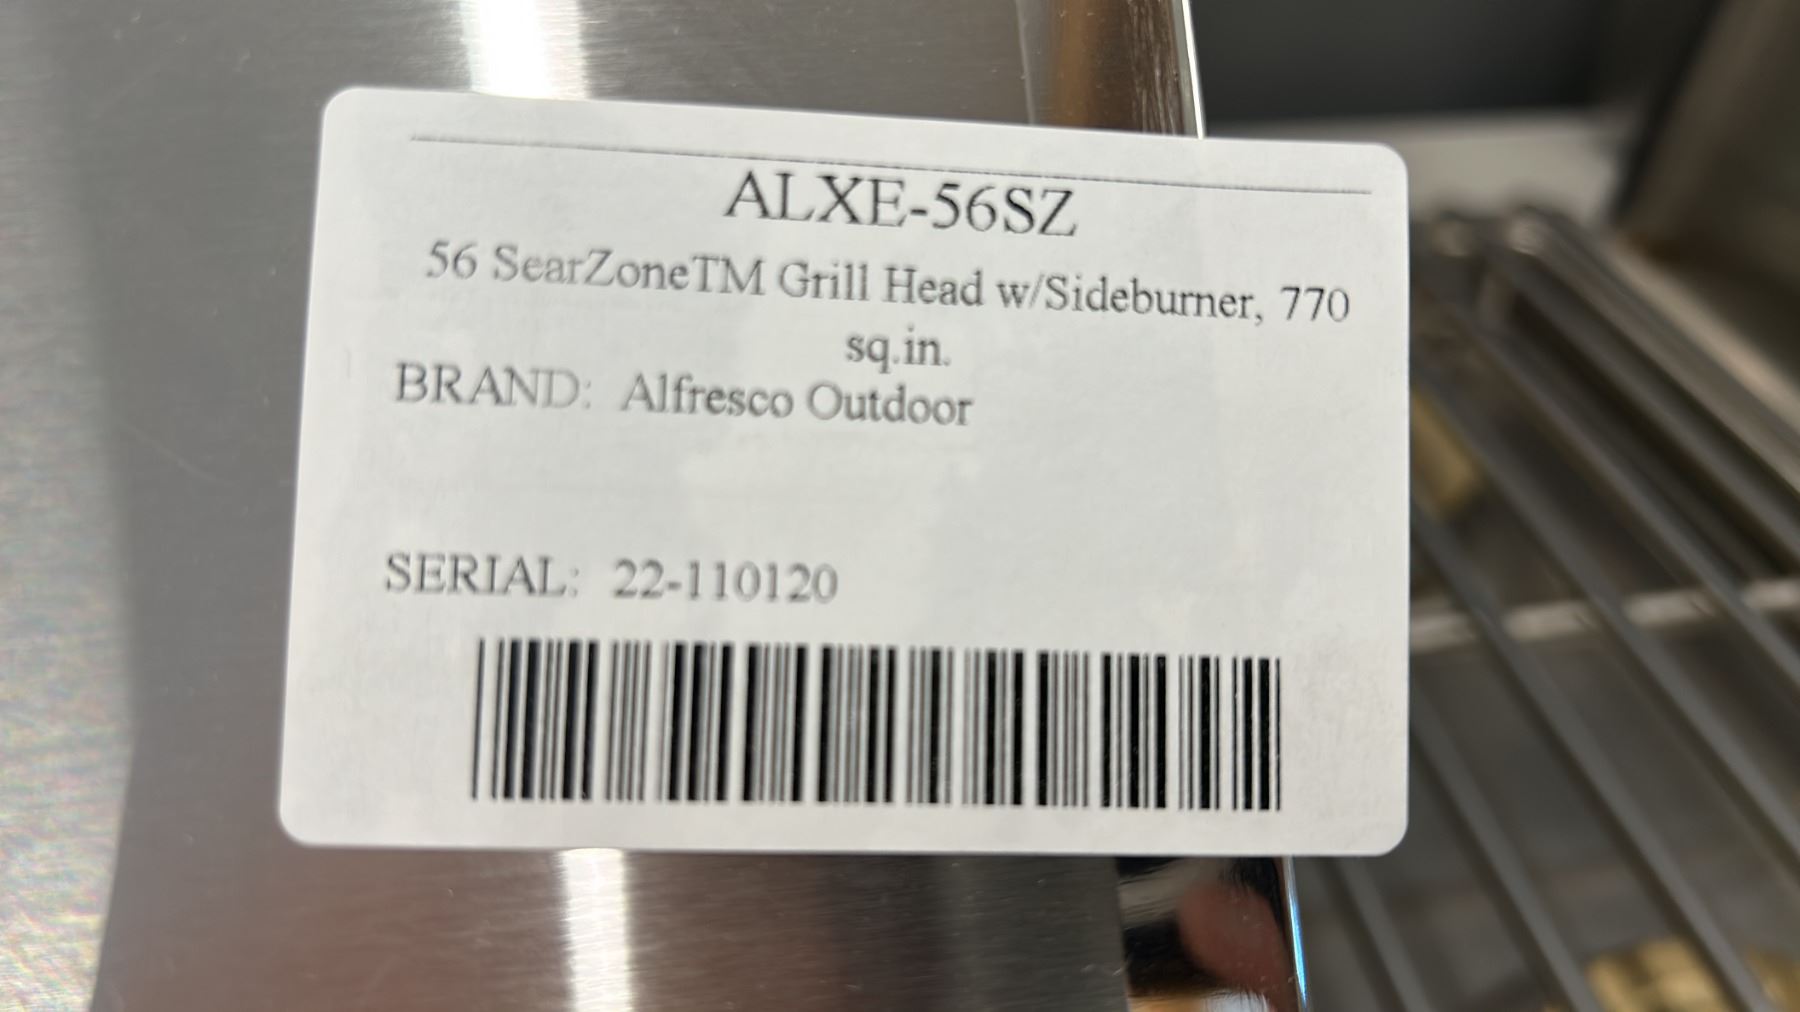 ALXE-56SZ
56 SearZoneTM Grill Head w/Sideburner, 770
sq.in.
BRAND: Alfresco Outdoor
SERIAL: 22-110120